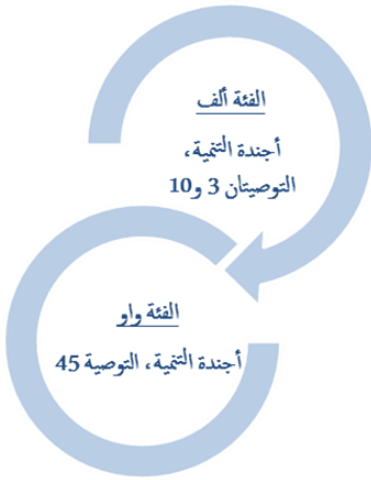 الفئة ألف
أجندة التنمية،
التوصيتان 3 و10
الفئة واو
أجندة التنمية، التوصية 45